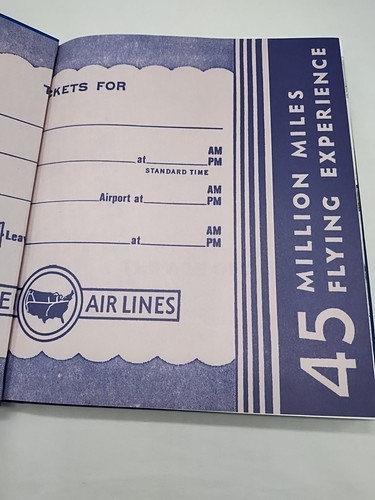 KETS FOR
AM
at PM
STANDARD TIME
AM
Airport at PM
Leav
AM
at PM
E AIR LINES
45 MILLION MILES
FLYING EXPERIENCE